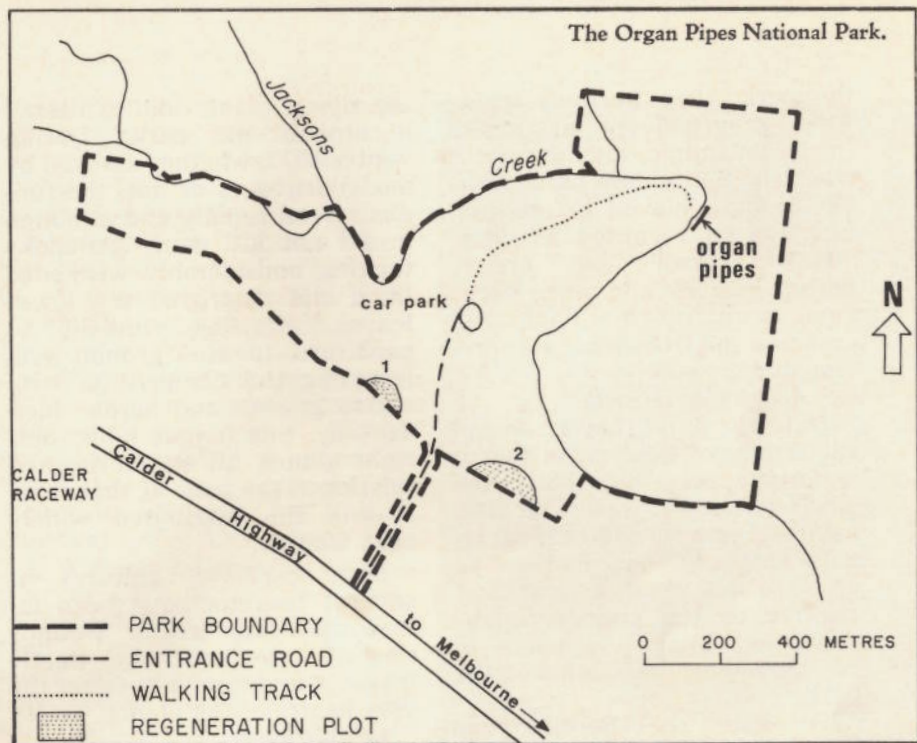 The Organ Pipes National Park.
Jacksons
Creek
organ
pipes
car park
N
1
2
CALDER
RACEWAY
Calder
Highway
to Melbourne
0 200 400 METRES
PARK BOUNDARY
ENTRANCE ROAD
WALKING TRACK
REGENERATION PLOT